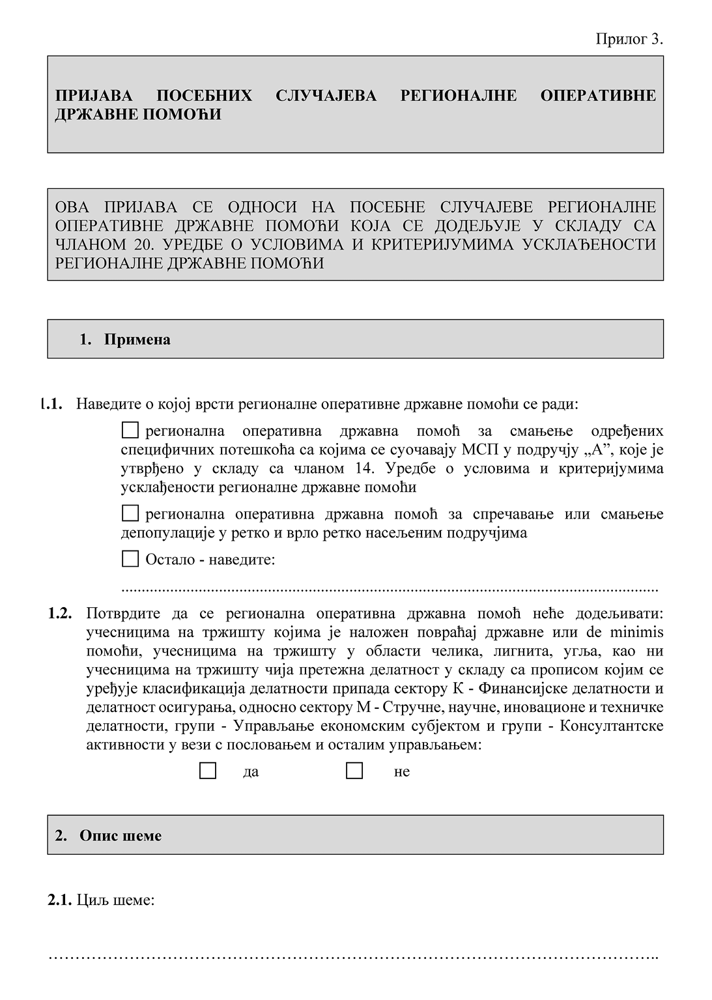 Прилог 3.
ПРИЈАВА ПОСЕБНИХ СЛУЧАЈЕВА РЕГИОНАЛНЕ ОПЕРАТИВНЕ
ДРЖАВНЕ ПОМОЋИ
ОВА ПРИЈАВА СЕ ОДНОСИ НА ПОСЕБНЕ СЛУЧАЈЕВЕ РЕГИОНАЛНЕ
ОПЕРАТИВНЕ ДРЖАВНЕ ПОМОЋИ КОЈА СЕ ДОДЕЉУЈЕ У СКЛАДУ СА
ЧЛАНОМ 20. УРЕДБЕ О УСЛОВИМА И КРИТЕРИЈУМИМА УСКЛАЂЕНОСТИ
РЕГИОНАЛНЕ ДРЖАВНЕ ПОМОЋИ
1. Примена
1.1. Наведите о којој врсти регионалне оперативне државне помоћи се ради:
регионална оперативна државна помоћ за смањење одређених
специфичних потешкоћа са којима се суочавају МСП у подручју „А”, које је
утврђено у складу са чланом 14. Уредбе о условима и критеријумима
усклађености регионалне државне помоћи
регионална оперативна државна помоћ за спречавање или смањење
депопулације у ретко и врло ретко насељеним подручјима
Остало - наведите:
....................................................................................................................................
1.2. Потврдите да се регионална оперативна државна помоћ неће додељивати:
учесницима на тржишту којима је наложен повраћај државне или de minimis
помоћи, учесницима на тржишту у области челика, лигнита, угља, као ни
учесницима на тржишту чија претежна делатност у складу са прописом којим се
уређује класификација делатности припада сектору К - Финансијске делатности и
делатност осигурања, односно сектору М - Стручне, научне, иновационе и техничке
делатности, групи - Управљање економским субјектом и групи - Консултантске
активности у вези с пословањем и осталим управљањем:
да не
2. Опис шеме
2.1. Циљ шеме:
…………………………………………………………………………………………………..